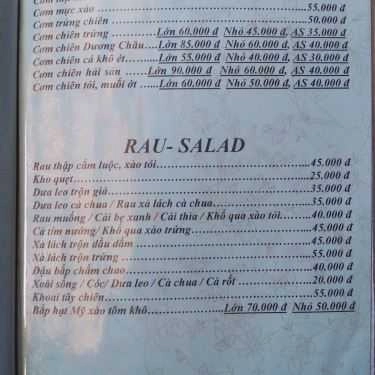 Cơm mực xào ........................................55.000 đ
Cơm trứng chiên ....................................50.000 đ
Cơm chiên trứng ..........Lớn 60.000 đ Nhỏ 45.000 đ, AS 35.000 đ
Cơm chiên Dương Châu...Lớn 85.000 đ Nhỏ 60.000 đ, AS 40.000 đ
Cơm chiên cá khô ớt......Lớn 55.000 đ Nhỏ 40.000 đ, AS 30.000 đ
Cơm chiên hải sản ......Lớn 90.000 đ Nhỏ 60.000 đ, AS 40.000 đ
Cơm chiên tỏi, muối ớt .....Lớn 60.000 đ Nhỏ 50.000 đ, AS 40.000 đ
RAU- SALAD
Rau thập cẩm luộc, xào tỏi........................................45.000 đ
Kho quẹt........................................25.000 đ
Dưa leo trộn giá........................................35.000 đ
Dưa leo cà chua / Rau xà lách cà chua........................35.000 đ
Rau muống / Cải bẹ xanh / Cải thìa / Khổ qua xào tỏi........40.000 đ
Cà tím nướng/ Khổ qua xào trứng........................45.000 đ
Xà lách trộn dầu dấm ........................................45.000 đ
Xà lách trộn trứng ........................................55.000 đ
Đậu bắp chấm chao........................................40.000 đ
Xoài sống / Cóc/ Dưa leo / Cà chua / Cà rốt ................20.000 đ
Khoai tây chiên........................................55.000 đ
Bắp hạt Mỹ xào tôm khô................Lớn 70.000 đ Nhỏ 50.000 đ